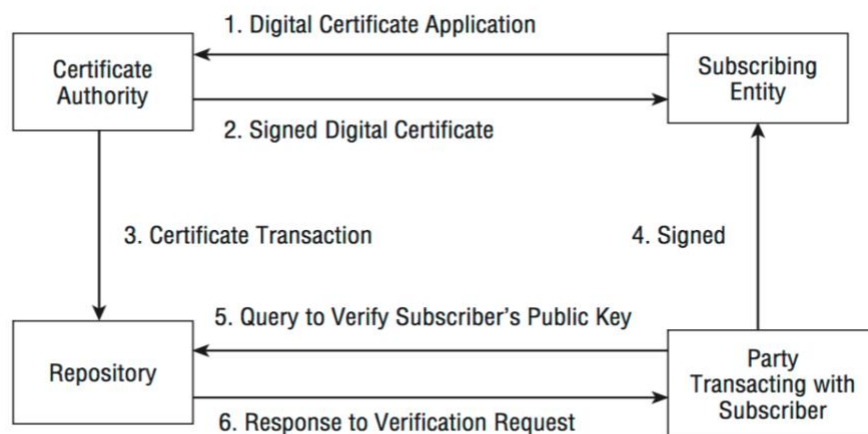 1. Digital Certificate Application
Certificate
Authority
Subscribing
Entity
2. Signed Digital Certificate
3. Certificate Transaction
4. Signed
5. Query to Verify Subscriber's Public Key
Repository
Party
Transacting with
Subscriber
6. Response to Verification Request